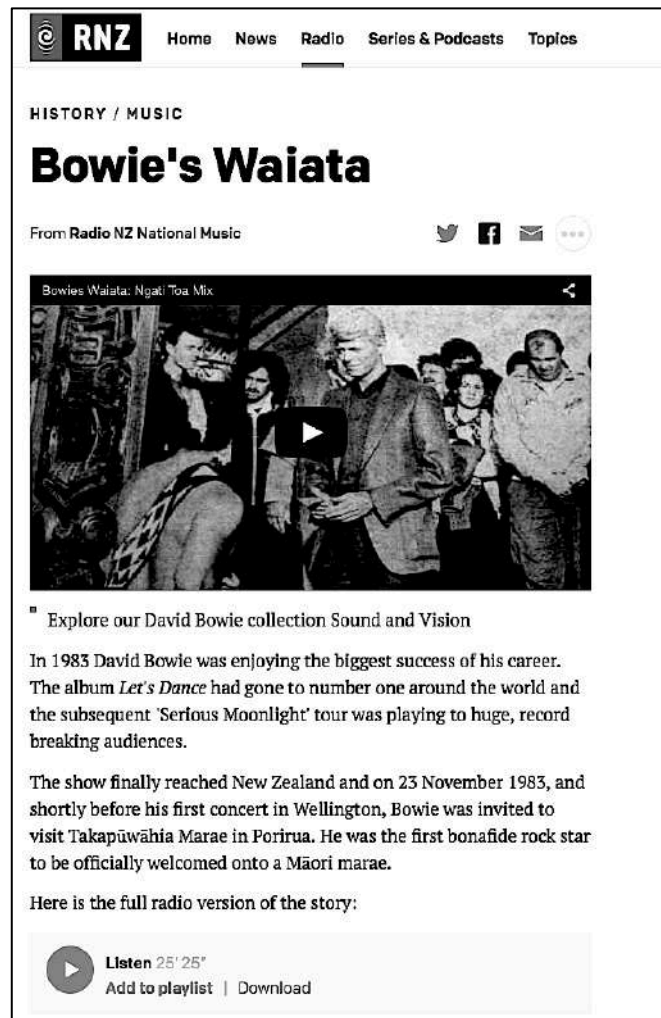 RNZ Home News Radio Series & Podcasts Topics
HISTORY / MUSIC
Bowie's Waiata
From Radio NZ National Music
Bowies Waiata: Ngati Toa Mix
Explore our David Bowie collection Sound and Vision
In 1983 David Bowie was enjoying the biggest success of his career.
The album Let's Dance had gone to number one around the world and
the subsequent 'Serious Moonlight' tour was playing to huge, record
breaking audiences.
The show finally reached New Zealand and on 23 November 1983, and
shortly before his first concert in Wellington, Bowie was invited to
visit Takapūwāhia Marae in Porirua. He was the first bonafide rock star
to be officially welcomed onto a Māori marae.
Here is the full radio version of the story:
Listen 25' 25"
Add to playlist | Download